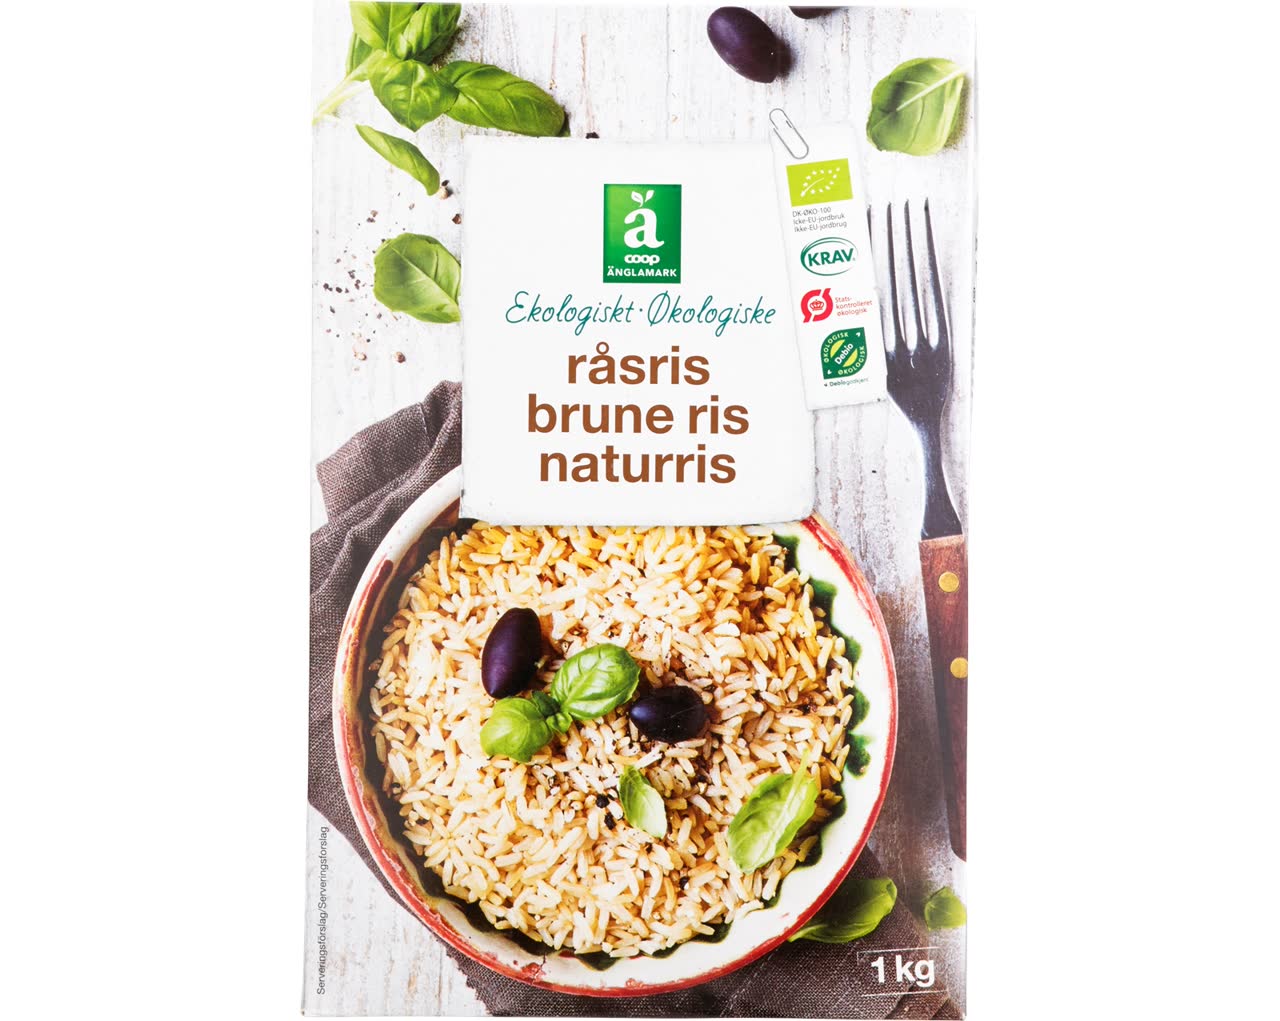 å
coop
ÄNGLAMARK
Ekologiskt·Økologiske
råsris
brune ris
naturris
DK-ØKO-100
Icke-EU-jordbruk
Ikke-EU-jordbrug
KRAV
Ø
Stats-
kontrolleret
økologisk
ØKOLOGISK
Debio
ØKOLOGISK
Debiogodkjent
1 kg
Serveringsförslag/Serveringsforslag